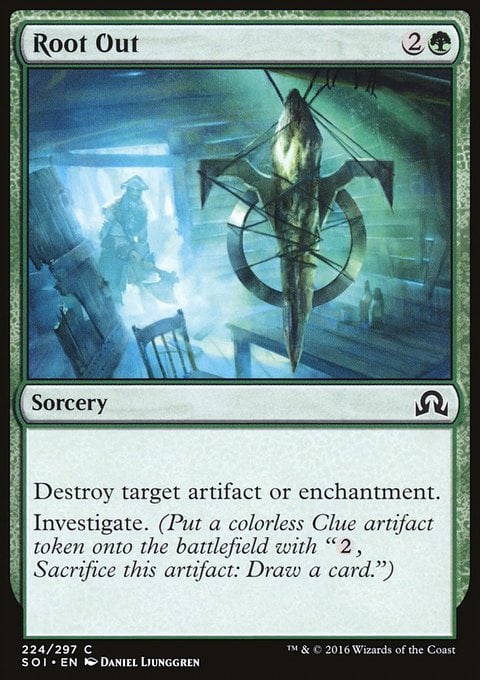 Root Out 2
Sorcery
Destroy target artifact or enchantment.
Investigate. (Put a colorless Clue artifact
token onto the battlefield with “2,
Sacrifice this artifact: Draw a card.”)
224/297 C
SOI • EN Daniel Ljunggren
™ & © 2016 Wizards of the Coast